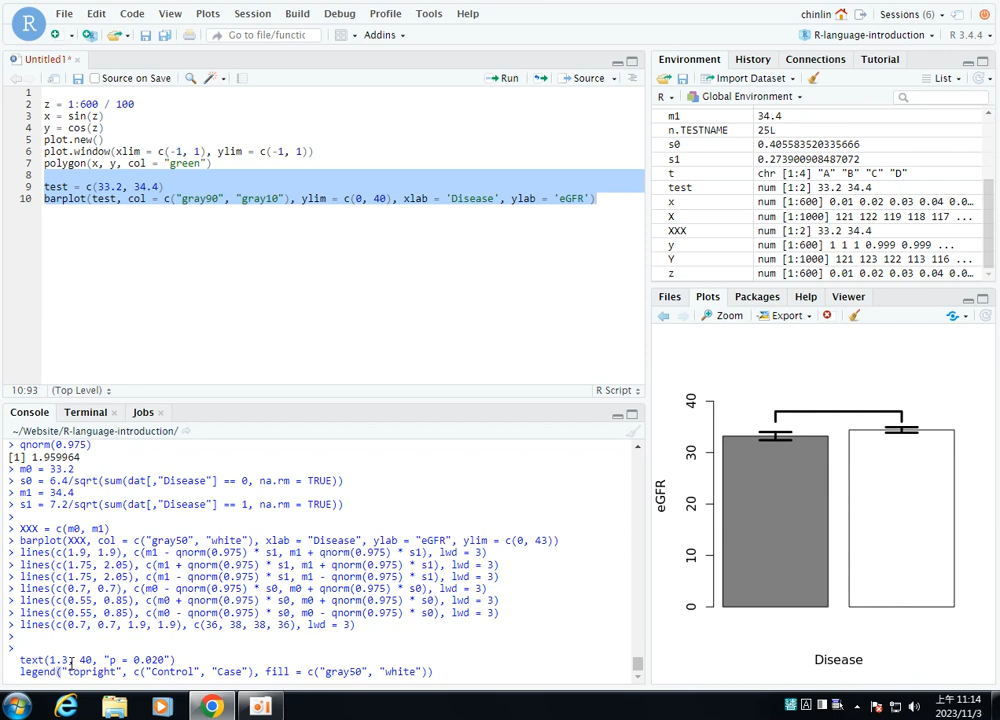 R File Edit Code View Plots Session Build Debug Profile Tools Help chinlin Sessions (6)
Go to file/functic Addins R-language-introduction R 3.4.4
Untitled1*
Source on Save Run Source
1
2 z = 1:600 / 100
3 x = sin(z)
4 y = cos(z)
5 plot.new()
6 plot.window(xlim = c(-1, 1), ylim = c(-1, 1))
7 polygon(x, y, col = "green")
8
9 test = c(33.2, 34.4)
10 barplot(test, col = c("gray90", "gray10"), ylim = c(0, 40), xlab = 'Disease', ylab = 'eGFR')
10:93 (Top Level) R Script
Console Terminal Jobs
~/Website/R-language-introduction/
> qnorm(0.975)
[1] 1.959964
> m0 = 33.2
> s0 = 6.4/sqrt(sum(dat[,"Disease"] == 0, na.rm = TRUE))
> m1 = 34.4
> s1 = 7.2/sqrt(sum(dat[,"Disease"] == 1, na.rm = TRUE))
>
> XXX = c(m0, m1)
> barplot(XXX, col = c("gray50", "white"), xlab = "Disease", ylab = "eGFR", ylim = c(0, 43))
> lines(c(1.9, 1.9), c(m1 - qnorm(0.975) * s1, m1 + qnorm(0.975) * s1), lwd = 3)
> lines(c(1.75, 2.05), c(m1 + qnorm(0.975) * s1, m1 + qnorm(0.975) * s1), lwd = 3)
> lines(c(1.75, 2.05), c(m1 - qnorm(0.975) * s1, m1 - qnorm(0.975) * s1), lwd = 3)
> lines(c(0.7, 0.7), c(m0 - qnorm(0.975) * s0, m0 + qnorm(0.975) * s0), lwd = 3)
> lines(c(0.55, 0.85), c(m0 + qnorm(0.975) * s0, m0 + qnorm(0.975) * s0), lwd = 3)
> lines(c(0.55, 0.85), c(m0 - qnorm(0.975) * s0, m0 - qnorm(0.975) * s0), lwd = 3)
> lines(c(0.7, 0.7, 1.9, 1.9), c(36, 38, 38, 36), lwd = 3)
>
>
text(1.3, 40, "p = 0.020")
legend("topright", c("Control", "Case"), fill = c("gray50", "white"))
Environment History Connections Tutorial
Import Dataset List
R Global Environment
m1 34.4
n.TESTNAME 25L
s0 0.405583520335666
s1 0.273900908487072
t chr [1:4] "A" "B" "C" "D"
test num [1:2] 33.2 34.4
x num [1:600] 0.01 0.02 0.03 0.04 0.0…
X num [1:1000] 121 122 119 118 117 ...
XXX num [1:2] 33.2 34.4
y num [1:600] 1 1 1 0.999 0.999 ...
Y num [1:1000] 121 123 122 113 116 ...
z num [1:600] 0.01 0.02 0.03 0.04 0.0…
Files Plots Packages Help Viewer
Zoom Export
40
30
20
10
0
eGFR
Disease
上午 11:14
2023/11/3